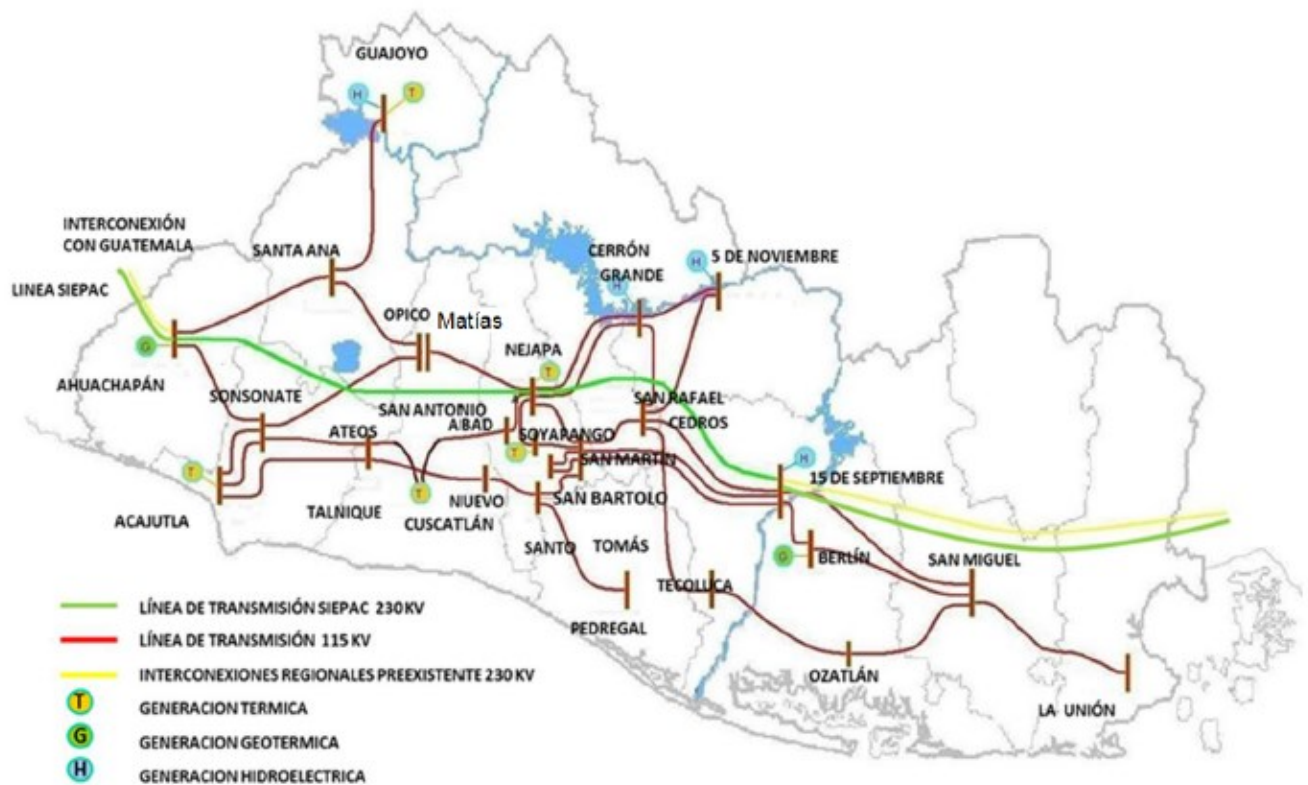 GUAJOYO
H
T
INTERCONEXIÓN
CON GUATEMALA
SANTA ANA
CERRÓN
GRANDE
H
H
5 DE NOVIEMBRE
LINEA SIEPAC
OPICO
Matías
NEJAPA
T
G
AHUACHAPÁN
SONSONATE
SAN ANTONIO
ABAD
SAN RAFAEL
CEDROS
ATEOS
SOYAPANGO
T
SAN MARTIN
H
15 DE SEPTIEMBRE
T
ACAJUTLA
TALNIQUE
T
NUEVO
CUSCATLÁN
SAN BARTOLO
SANTO
TOMÁS
G
BERLÍN
SAN MIGUEL
TECOLUCA
PEDREGAL
OZATLÁN
LA UNIÓN
LÍNEA DE TRANSMISIÓN SIEPAC 230 KV
LÍNEA DE TRANSMISIÓN 115 KV
INTERCONEXIONES REGIONALES PREEXISTENTE 230 KV
T GENERACION TERMICA
G GENERACION GEOTERMICA
H GENERACION HIDROELECTRICA